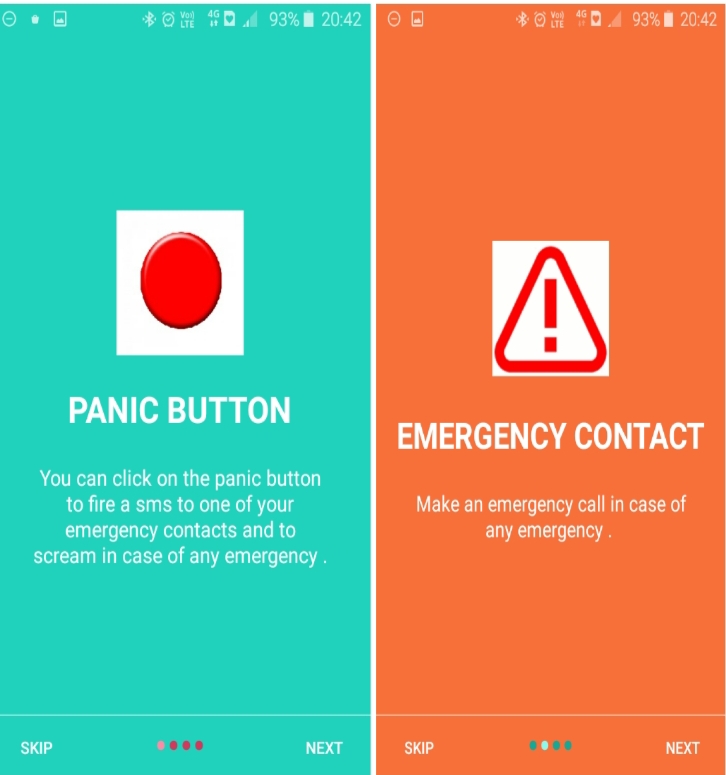 Vo)) LTE 4G 93% 20:42
PANIC BUTTON
You can click on the panic button
to fire a sms to one of your
emergency contacts and to
scream in case of any emergency .
SKIP
NEXT
Vo)) LTE 4G 93% 20:42
EMERGENCY CONTACT
Make an emergency call in case of
any emergency .
SKIP
NEXT